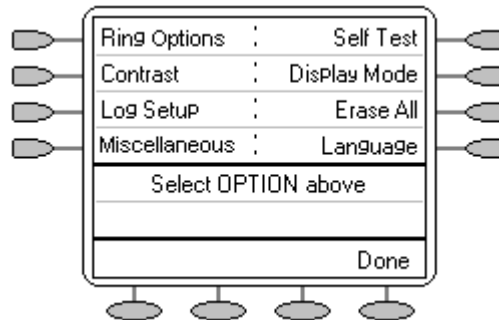 Ring Options : Self Test
Contrast : Display Mode
Log Setup : Erase All
Miscellaneous : Language
Select OPTION above
Done